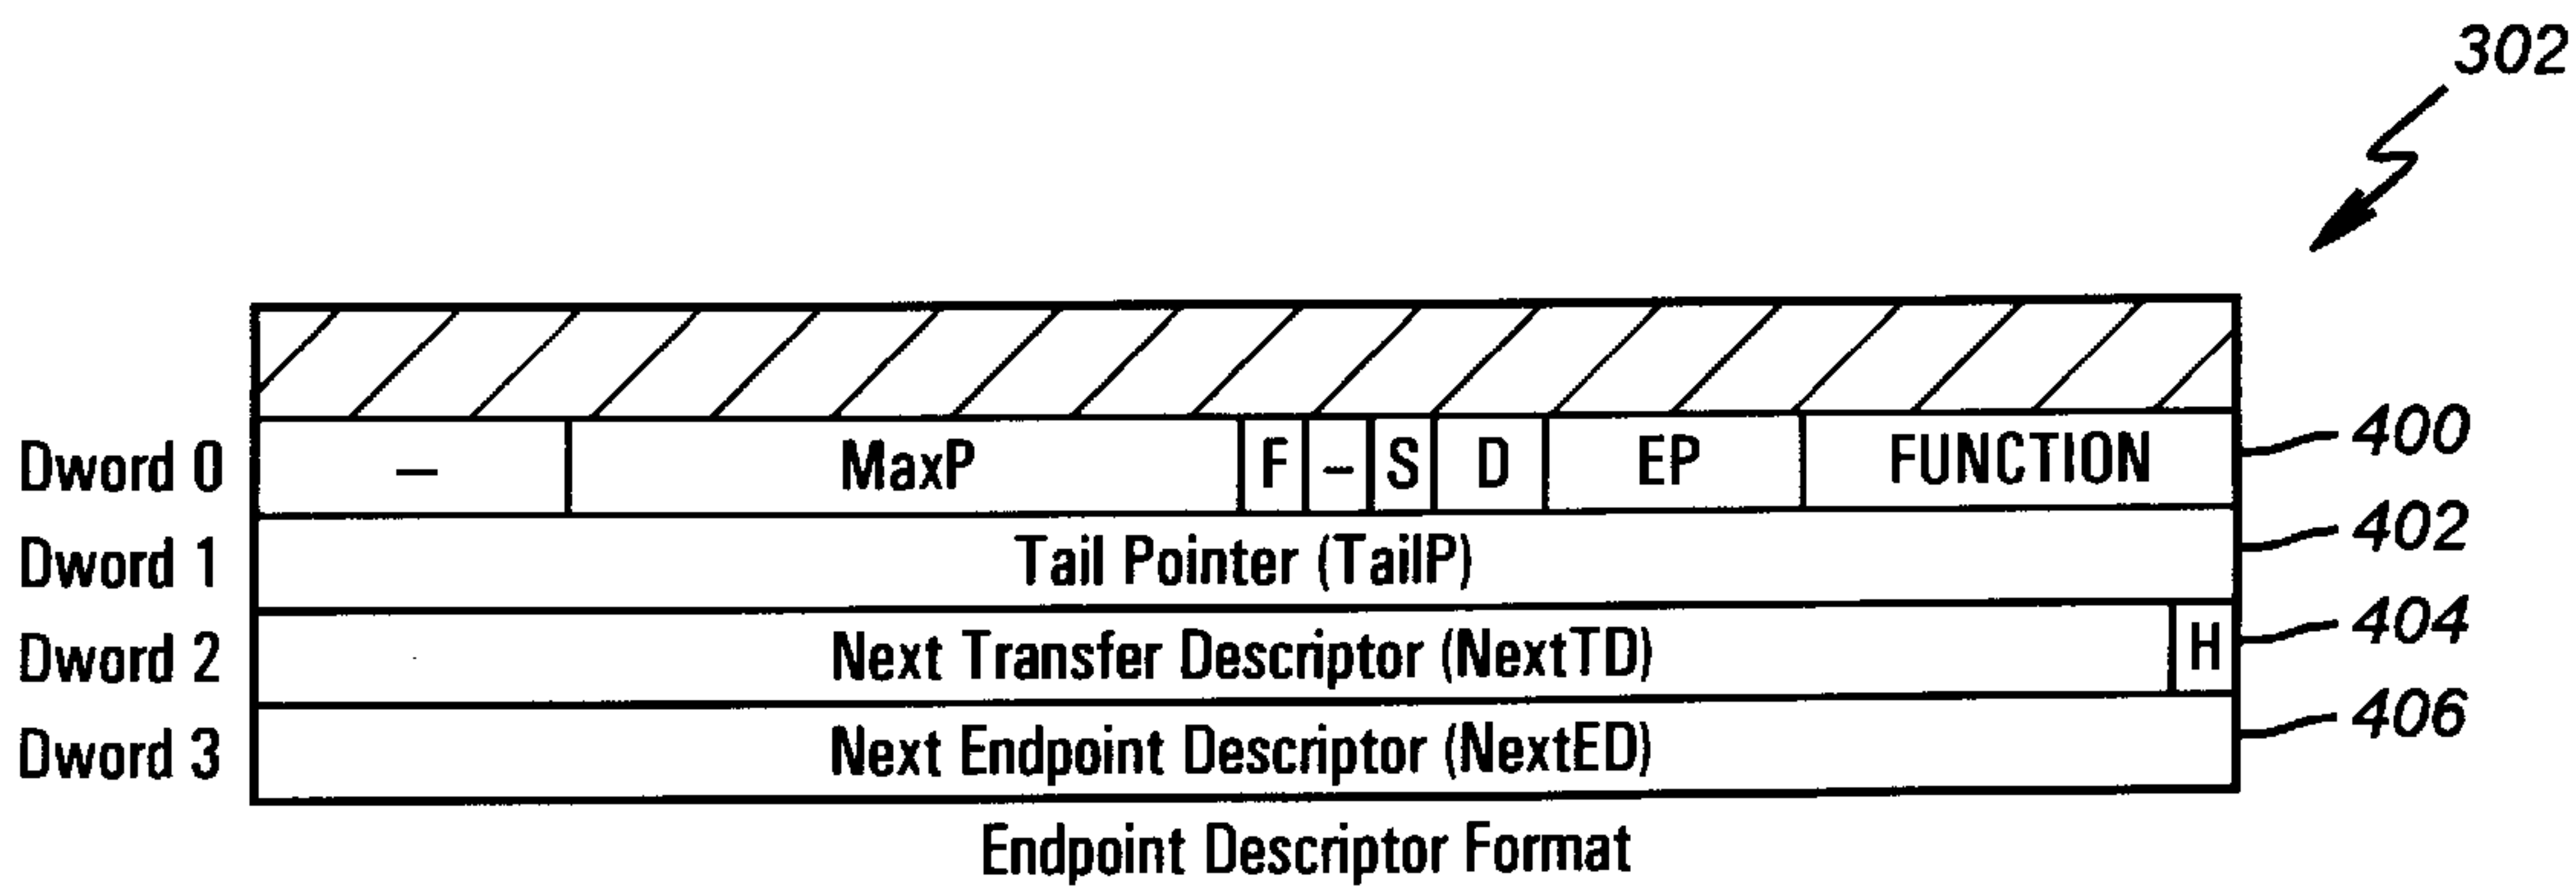 302
Dword 0 – MaxP F – S D EP FUNCTION 400
Dword 1 Tail Pointer (TailP) 402
Dword 2 Next Transfer Descriptor (NextTD) H 404
Dword 3 Next Endpoint Descriptor (NextED) 406
Endpoint Descriptor Format